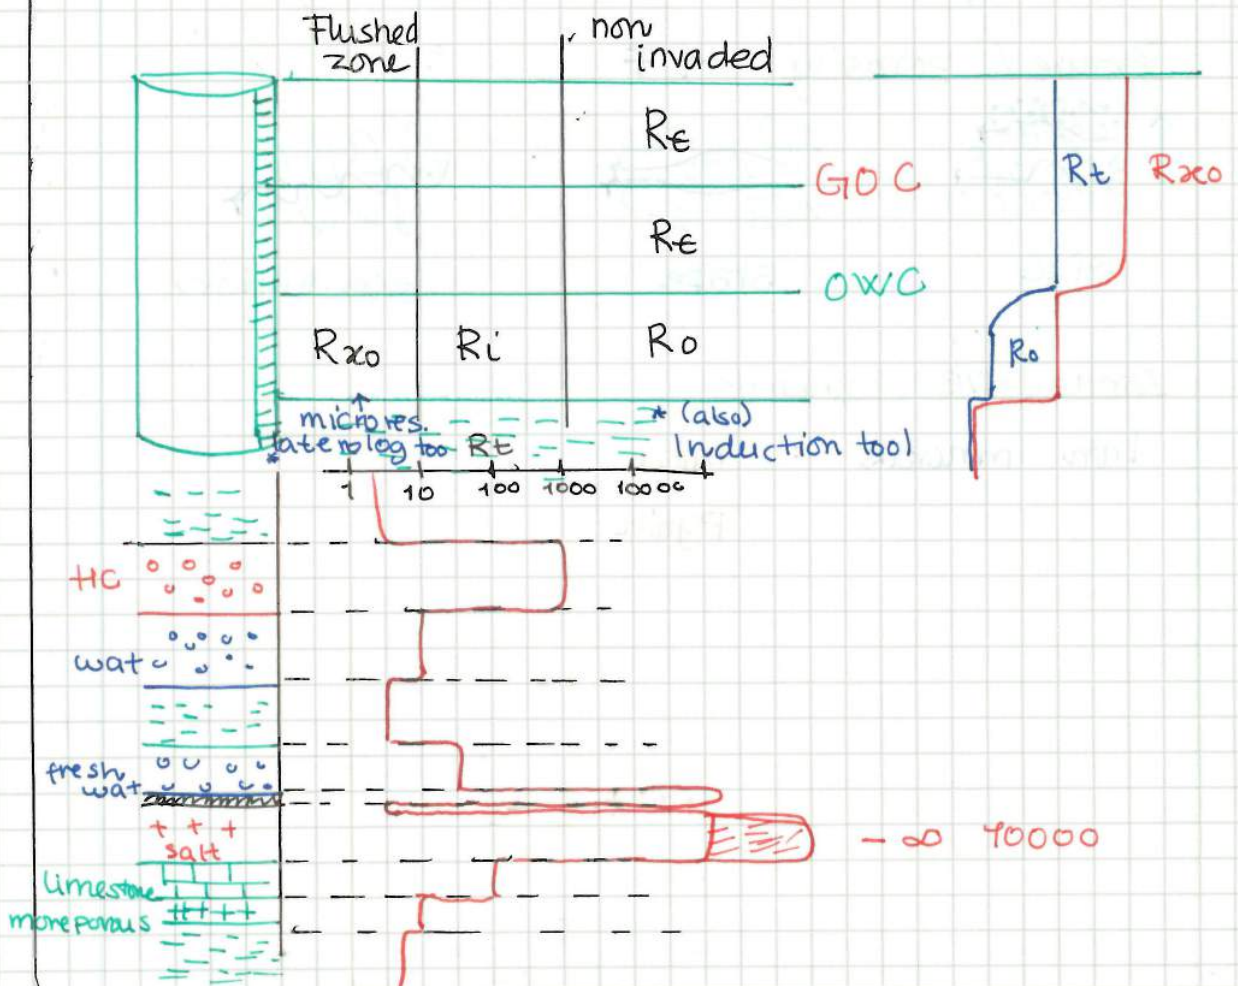 Flushed zone
non invaded
Rt
GOC
Rt
OWC
Rxo Ri Ro
Rt Rxo
Ro
microres.
* laterolog too
Rt
* (also)
Induction tool
1 10 100 1000 10000
HC
wat
fresh
wat
salt
- ∞ 70000
limestone
more porous